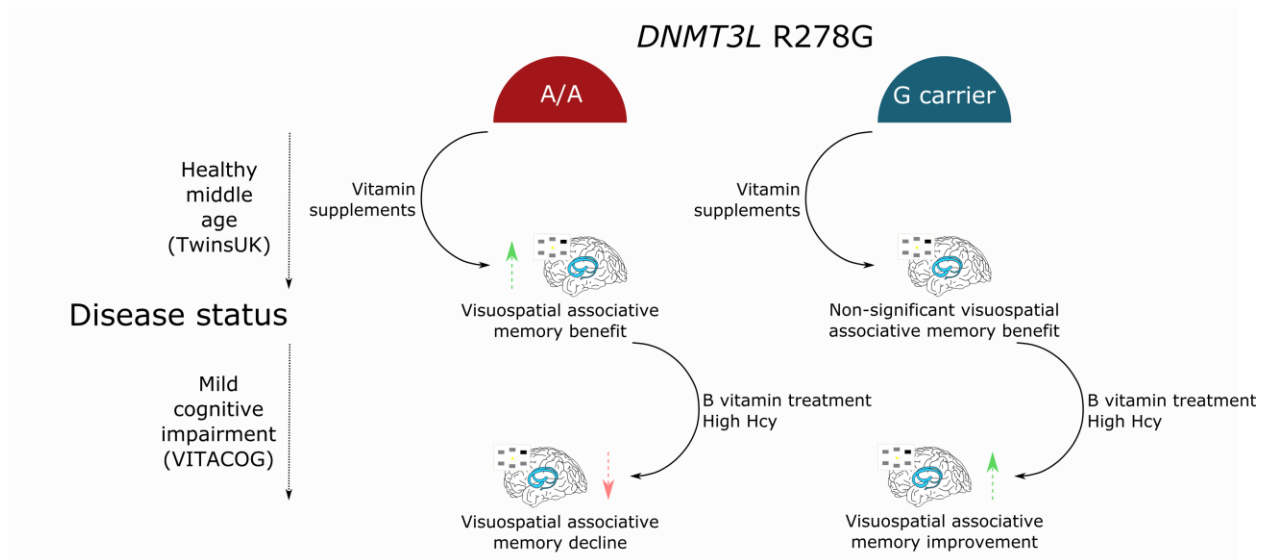 DNMT3L R278G
A/A
G carrier
Healthy
middle
age
(TwinsUK)
Vitamin
supplements
Vitamin
supplements
Visuospatial associative
memory benefit
Non-significant visuospatial
associative memory benefit
Disease status
Mild
cognitive
impairment
(VITACOG)
B vitamin treatment
High Hcy
B vitamin treatment
High Hcy
Visuospatial associative
memory decline
Visuospatial associative
memory improvement